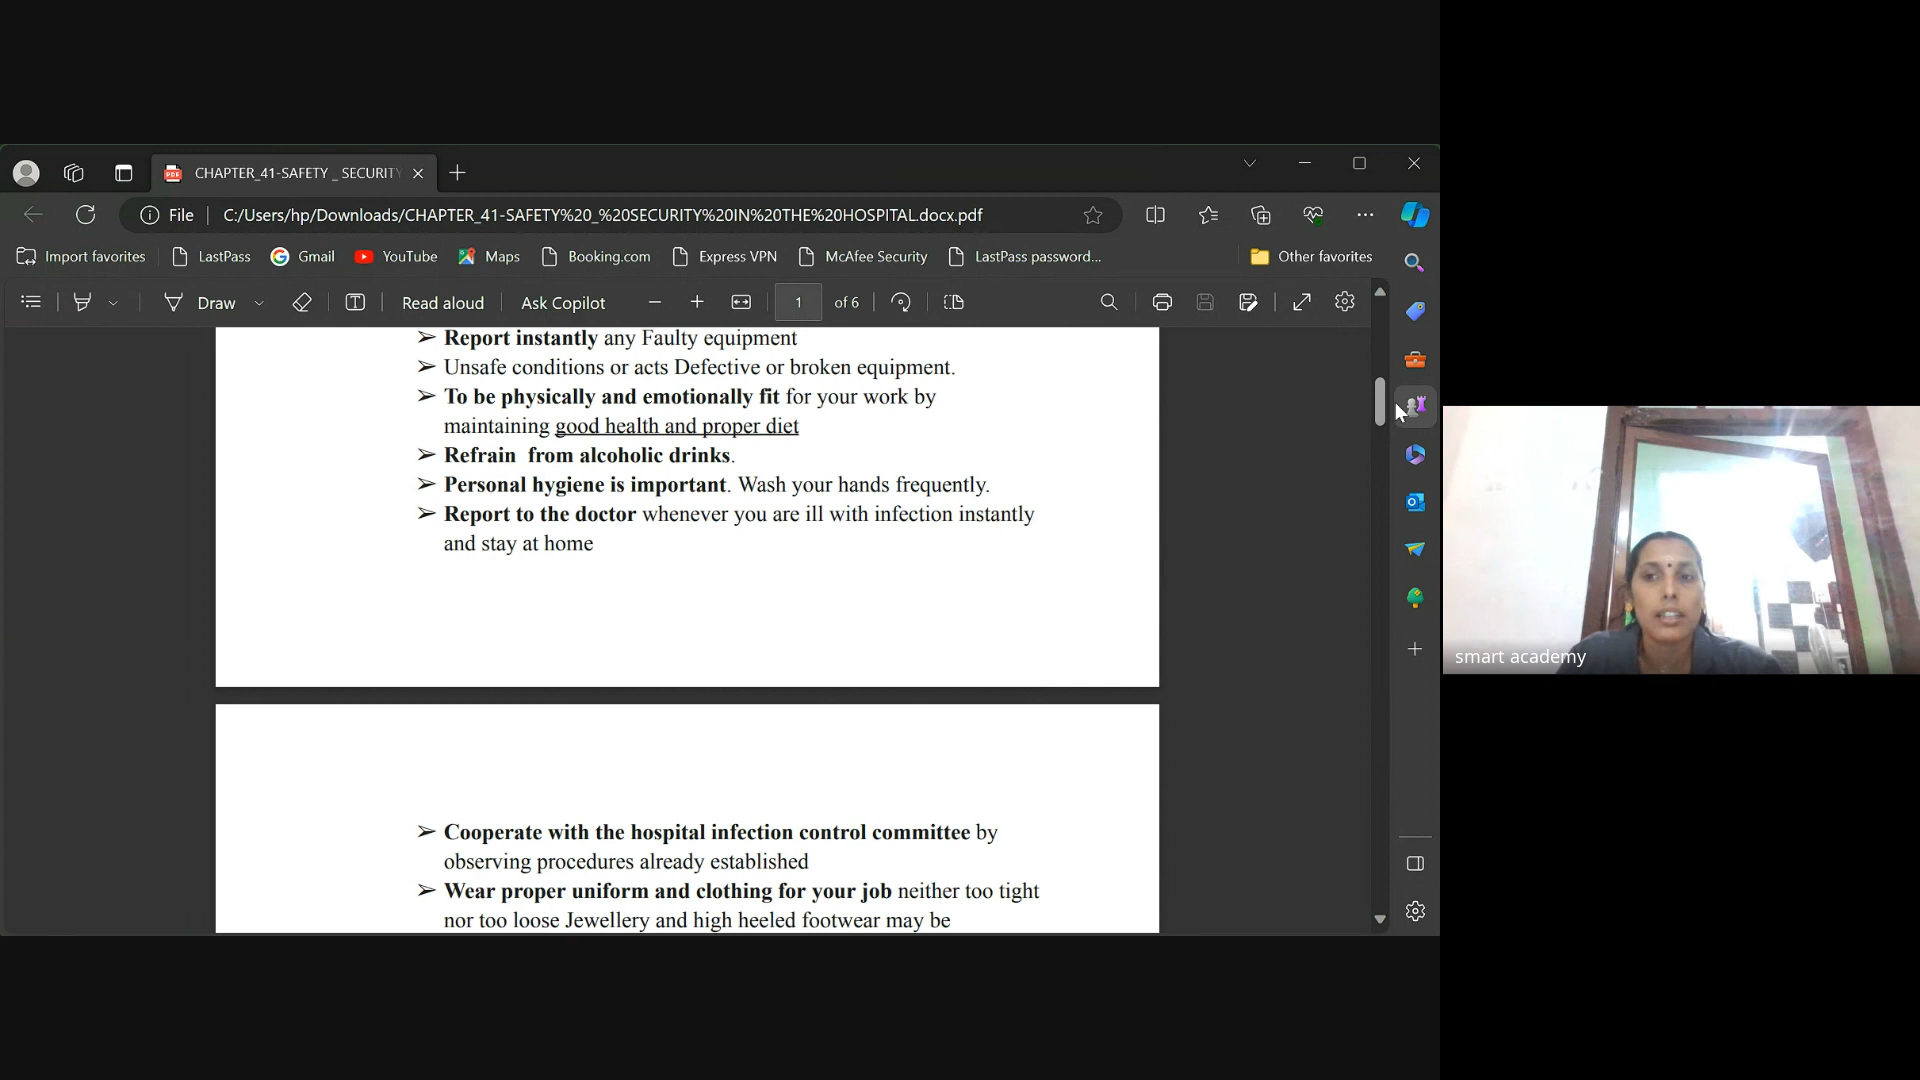 CHAPTER_41-SAFETY _ SECURITY
File C:/Users/hp/Downloads/CHAPTER_41-SAFETY%20_%20SECURITY%20IN%20THE%20HOSPITAL.docx.pdf
Import favorites LastPass Gmail YouTube Maps Booking.com Express VPN McAfee Security LastPass password... Other favorites
Draw Read aloud Ask Copilot 1 of 6
➢ Report instantly any Faulty equipment
➢ Unsafe conditions or acts Defective or broken equipment.
➢ To be physically and emotionally fit for your work by
maintaining good health and proper diet
➢ Refrain from alcoholic drinks.
➢ Personal hygiene is important. Wash your hands frequently.
➢ Report to the doctor whenever you are ill with infection instantly
and stay at home
➢ Cooperate with the hospital infection control committee by
observing procedures already established
➢ Wear proper uniform and clothing for your job neither too tight
nor too loose Jewellery and high heeled footwear may be
smart academy